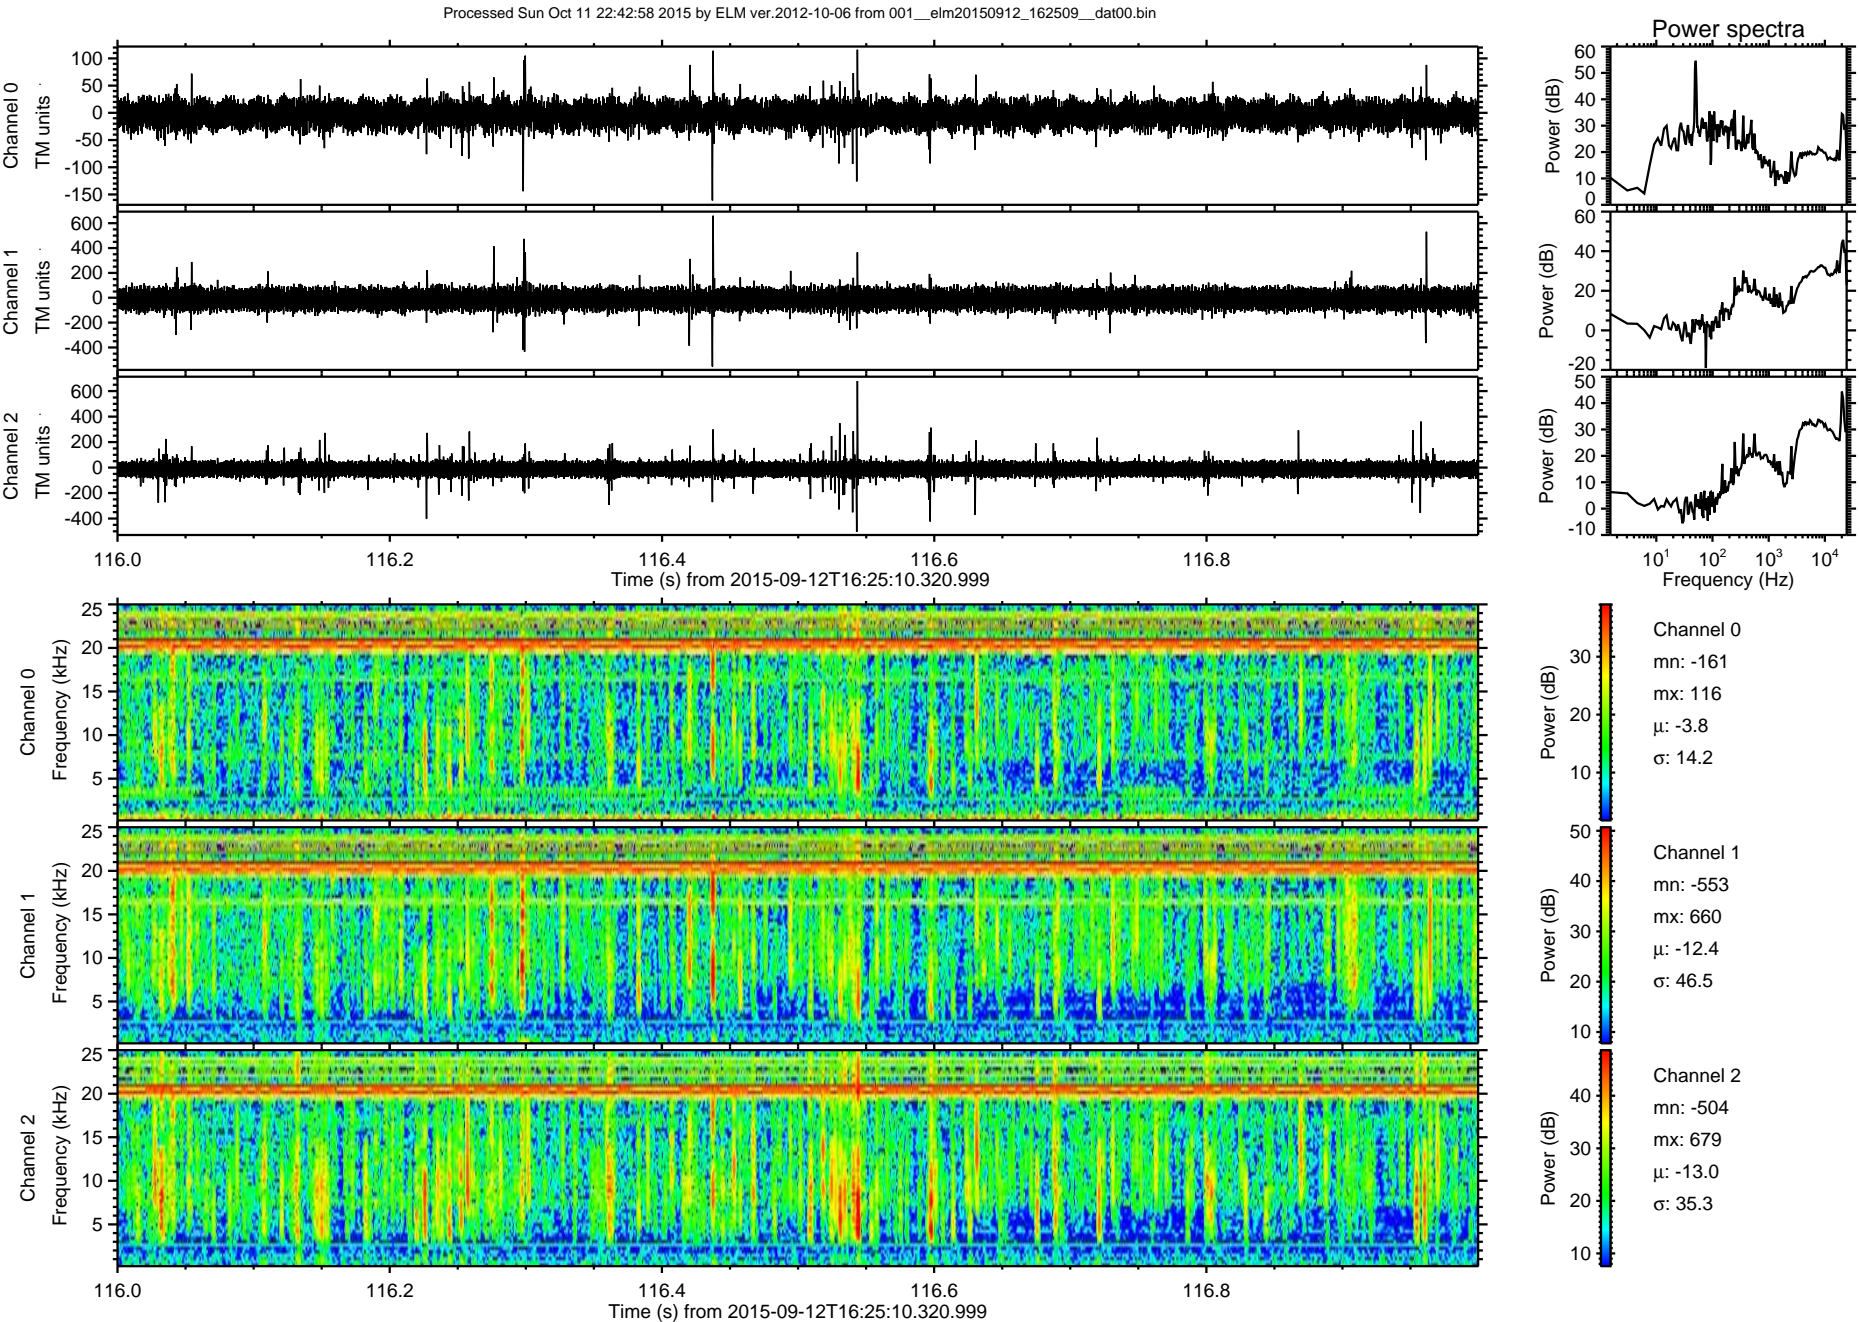 Processed Sun Oct 11 22:42:58 2015 by ELM ver.2012-10-06 from 001__elm20150912_162509__dat00.bin
Power spectra
Channel 0
TM units
100
50
0
-50
-100
-150
Power (dB)
60
50
40
30
20
10
0
Channel 1
TM units
600
400
200
0
-200
-400
Power (dB)
60
40
20
0
-20
Channel 2
TM units
600
400
200
0
-200
-400
Power (dB)
50
40
30
20
10
0
-10
116.0 116.2 116.4 116.6 116.8
Time (s) from 2015-09-12T16:25:10.320.999
10¹ 10² 10³ 10⁴
Frequency (Hz)
Channel 0
Frequency (kHz)
25
20
15
10
5
Power (dB)
30
20
10
Channel 0
mn: -161
mx: 116
μ: -3.8
σ: 14.2
Channel 1
Frequency (kHz)
25
20
15
10
5
Power (dB)
50
40
30
20
10
Channel 1
mn: -553
mx: 660
μ: -12.4
σ: 46.5
Channel 2
Frequency (kHz)
25
20
15
10
5
Power (dB)
40
30
20
10
Channel 2
mn: -504
mx: 679
μ: -13.0
σ: 35.3
116.0 116.2 116.4 116.6 116.8
Time (s) from 2015-09-12T16:25:10.320.999